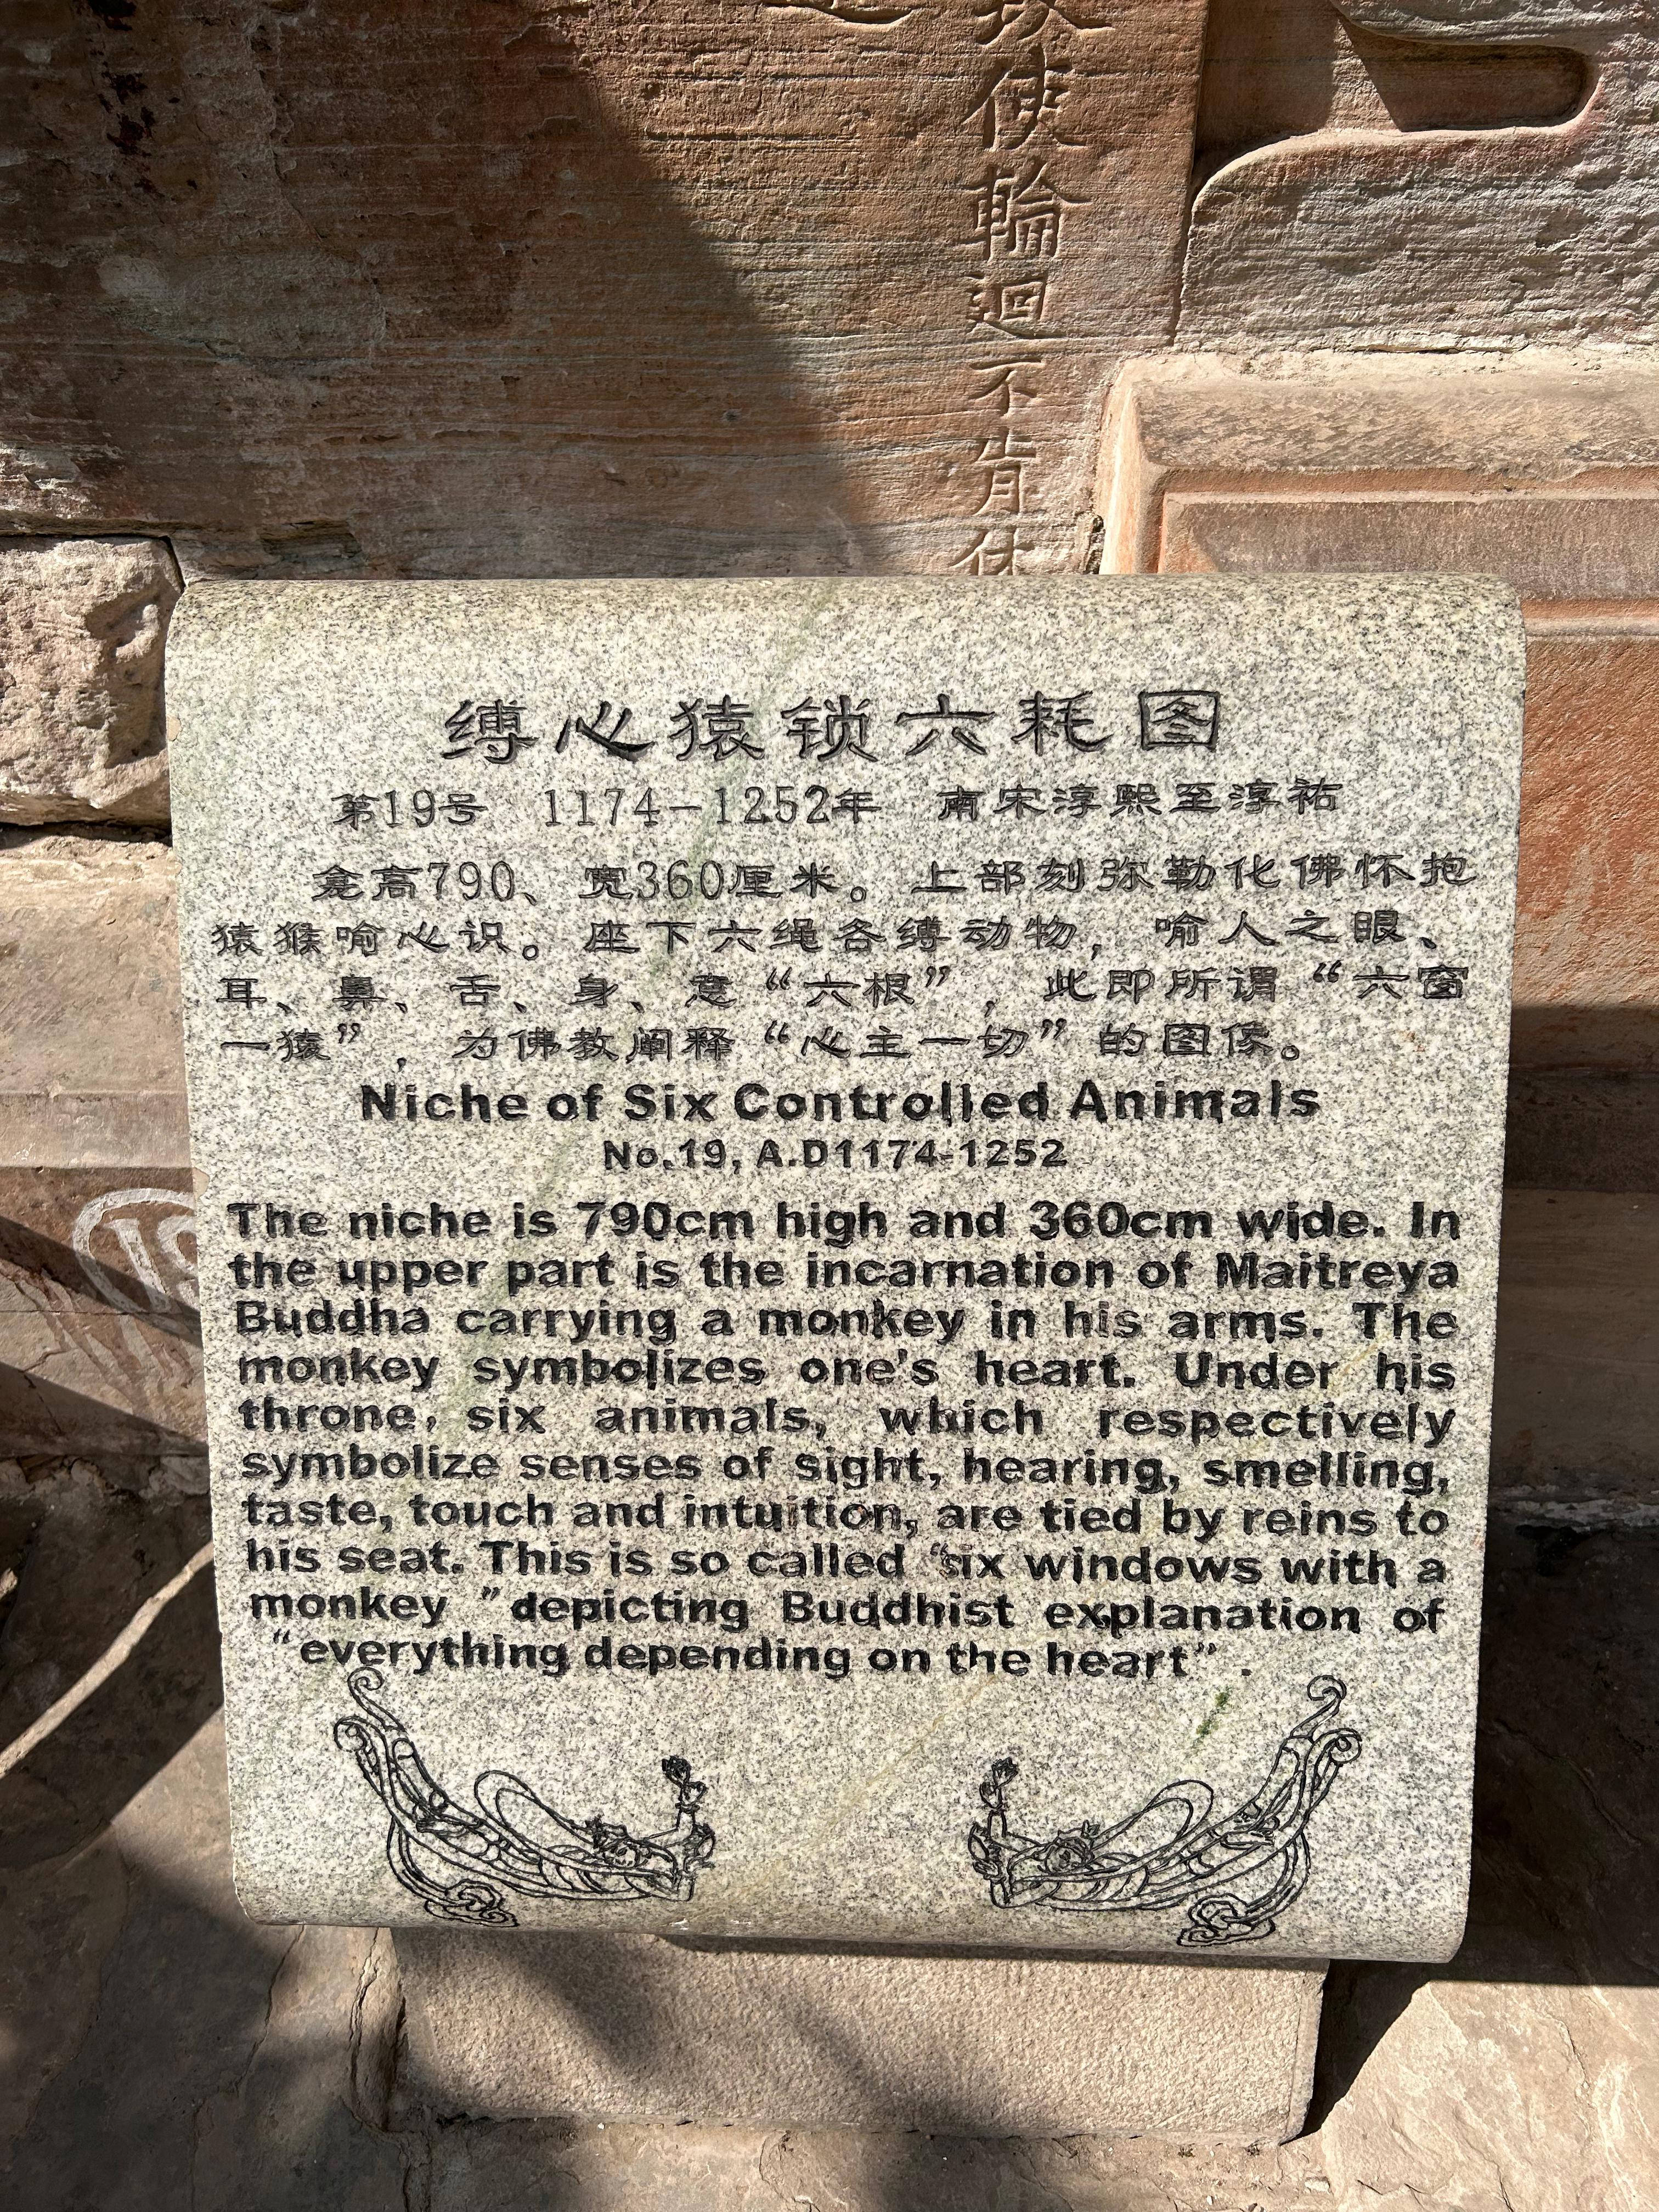 使輪迴不肯休
缚心猿锁六耗图
第19号 1174-1252年 南宋淳熙至淳祐
龛高790、宽360厘米。上部刻弥勒化佛怀抱
猿猴喻心识。座下六绳各缚动物，喻人之眼、
耳、鼻、舌、身、意“六根”，此即所谓“六窗
一猿”，为佛教阐释“心主一切”的图像。
Niche of Six Controlled Animals
No.19, A.D1174-1252
The niche is 790cm high and 360cm wide. In
the upper part is the incarnation of Maitreya
Buddha carrying a monkey in his arms. The
monkey symbolizes one's heart. Under his
throne, six animals, which respectively
symbolize senses of sight, hearing, smelling,
taste, touch and intuition, are tied by reins to
his seat. This is so called “six windows with a
monkey ”depicting Buddhist explanation of
“everything depending on the heart”.
19